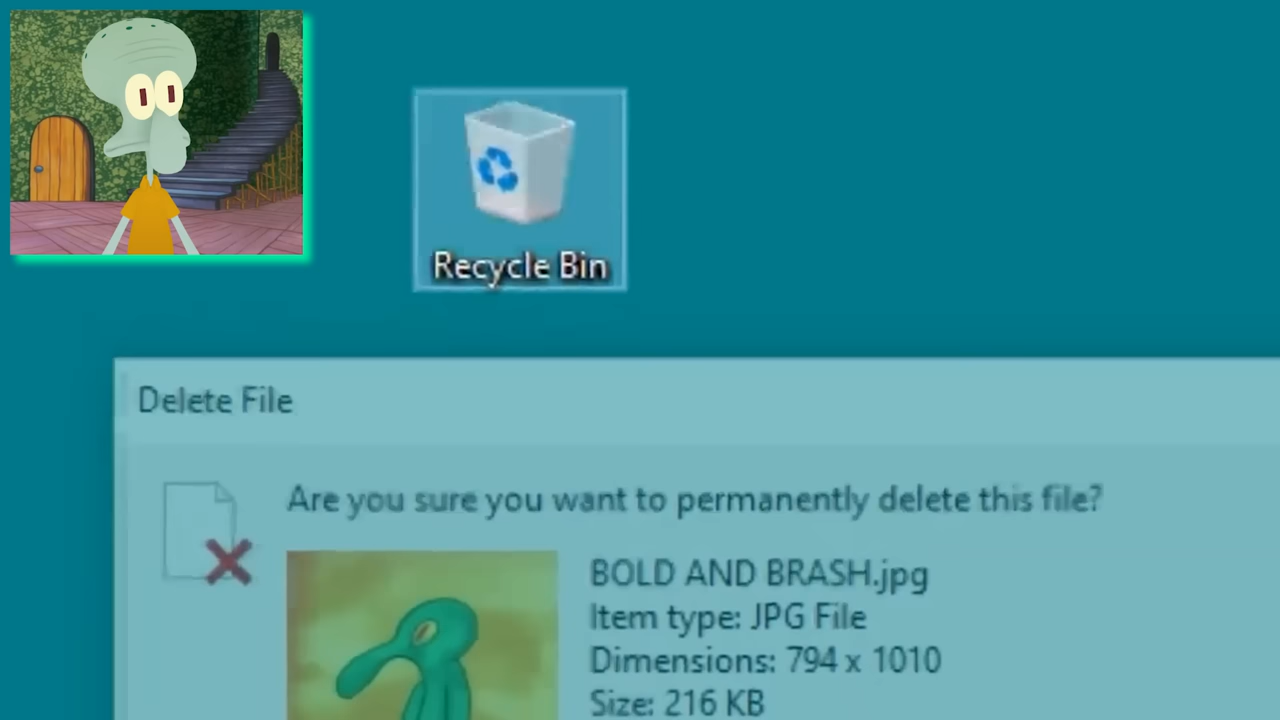 Recycle Bin
Delete File
Are you sure you want to permanently delete this file?
BOLD AND BRASH.jpg
Item type: JPG File
Dimensions: 794 x 1010
Size: 216 KB